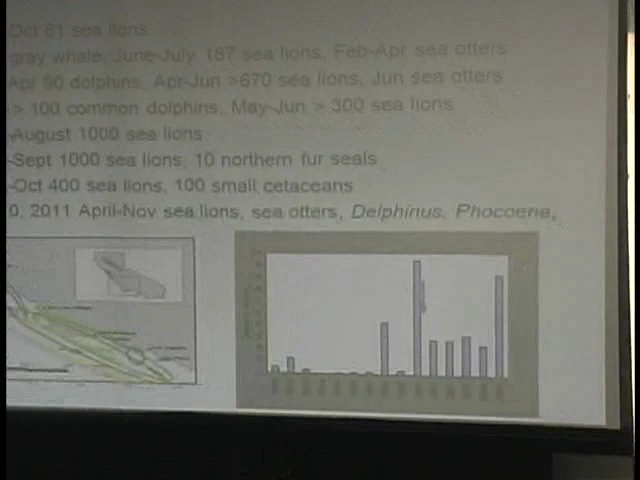 Oct 81 sea lions
gray whale, June-July 187 sea lions, Feb-Apr sea otters
Apr 90 dolphins, Apr-Jun >670 sea lions, Jun sea otters
> 100 common dolphins, May-Jun > 300 sea lions
-August 1000 sea lions
-Sept 1000 sea lions, 10 northern fur seals
-Oct 400 sea lions, 100 small cetaceans
0, 2011 April-Nov sea lions, sea otters, Delphinus, Phocoena,